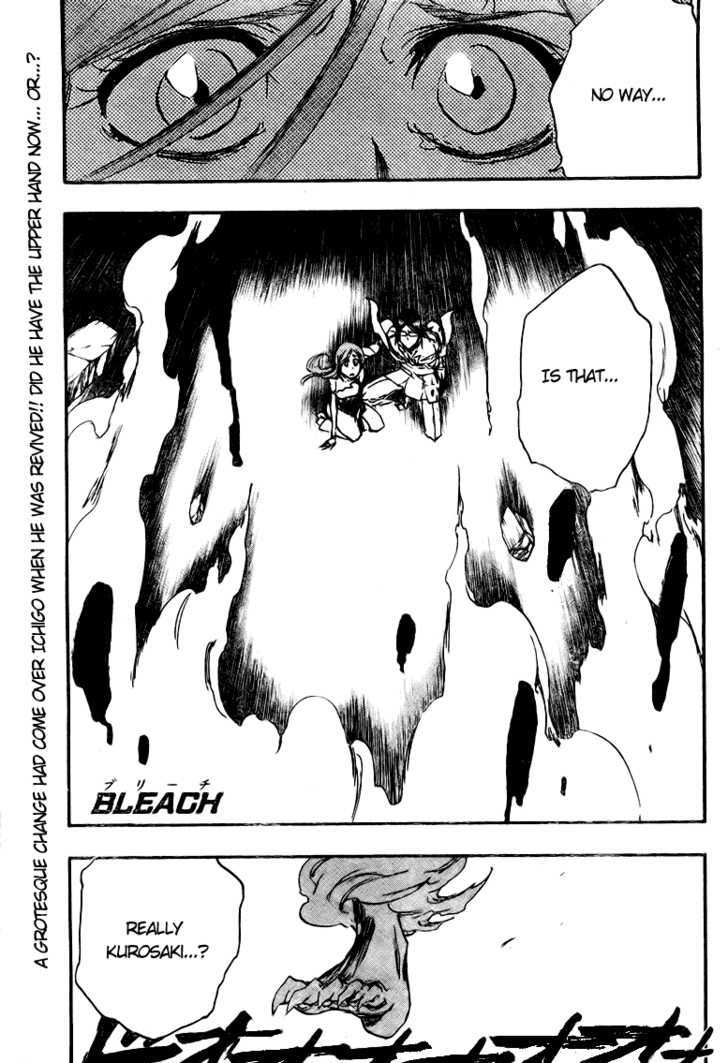 A GROTESQUE CHANGE HAD COME OVER ICHIGO WHEN HE WAS REVIVED!! DID HE HAVE THE UPPER HAND NOW... OR...?
NO WAY...
IS THAT...
ブリーチ
BLEACH
REALLY
KUROSAKI...?